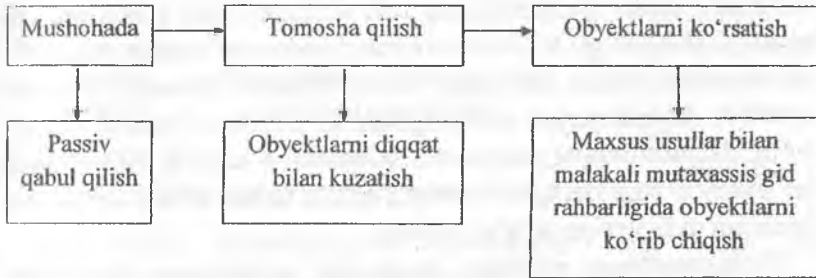 Mushohada
Tomosha qilish
Obyektlarni ko‘rsatish
Passiv
qabul qilish
Obyektlarni diqqat
bilan kuzatish
Maxsus usullar bilan
malakali mutaxassis gid
rahbarligida obyektlarni
ko‘rib chiqish